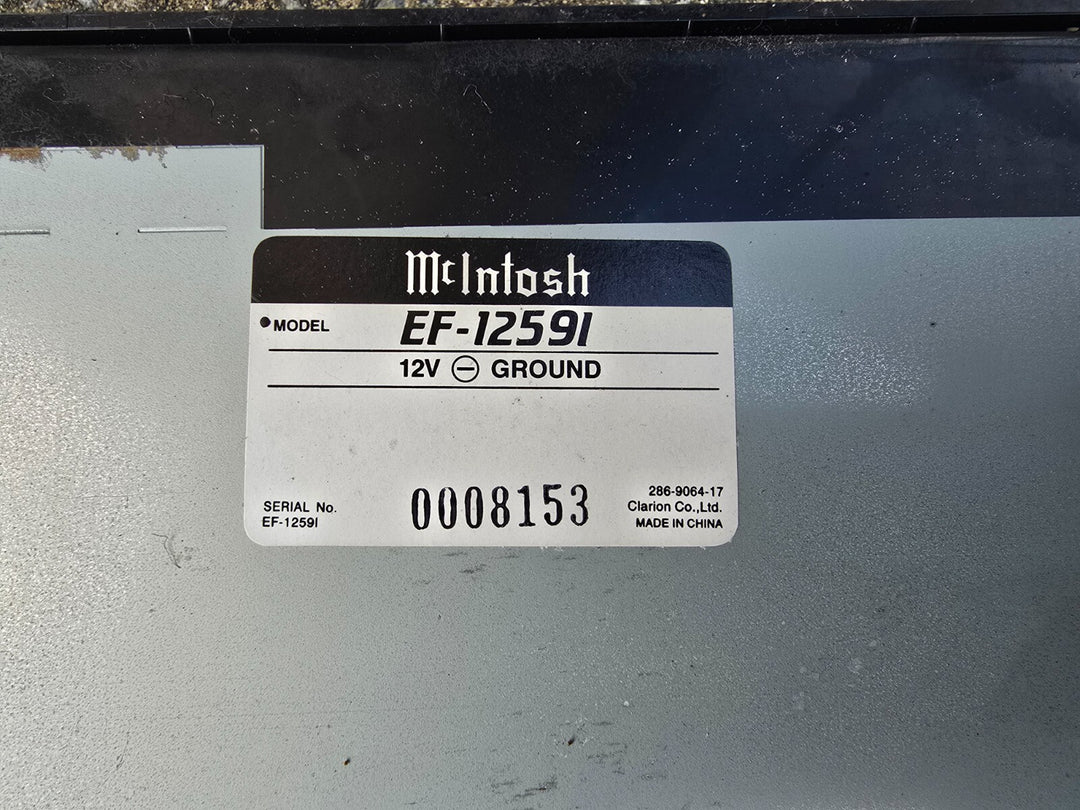 McIntosh
●MODEL EF-1259I
12V ⊖ GROUND
286-9064-17
SERIAL No. 0008153 Clarion Co.,Ltd.
EF-1259I MADE IN CHINA